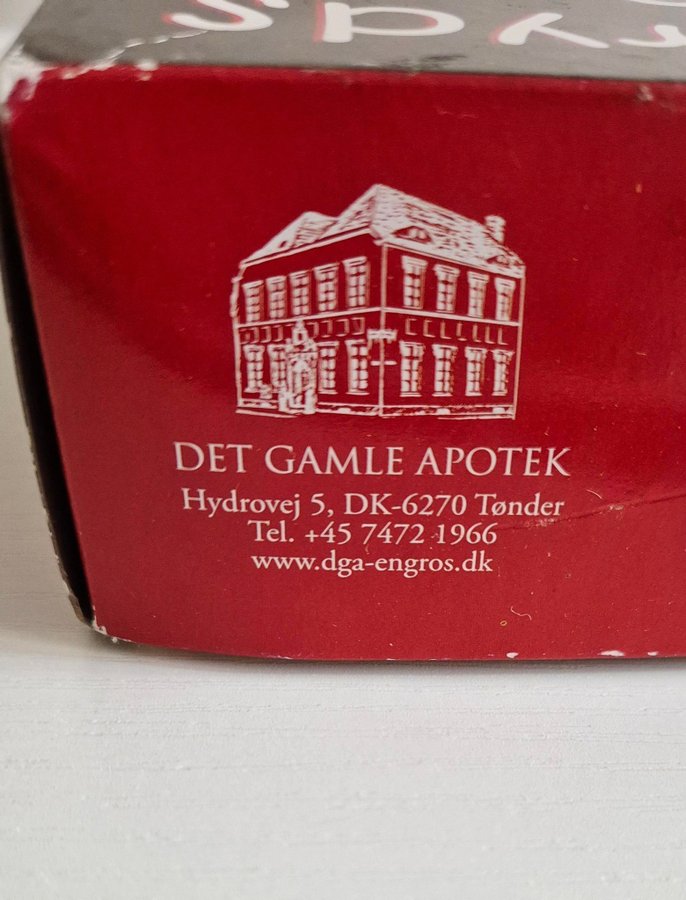 DET GAMLE APOTEK
Hydrovej 5, DK-6270 Tønder
Tel. +45 7472 1966
www.dga-engros.dk